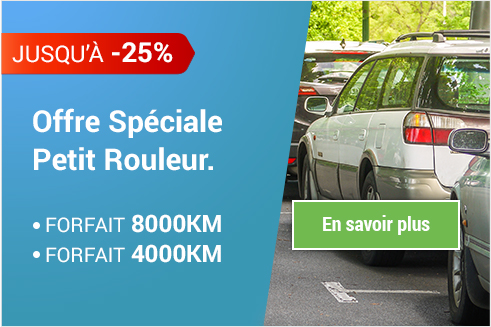 JUSQU'À -25%
Offre Spéciale
Petit Rouleur.
• FORFAIT 8000KM
• FORFAIT 4000KM
En savoir plus